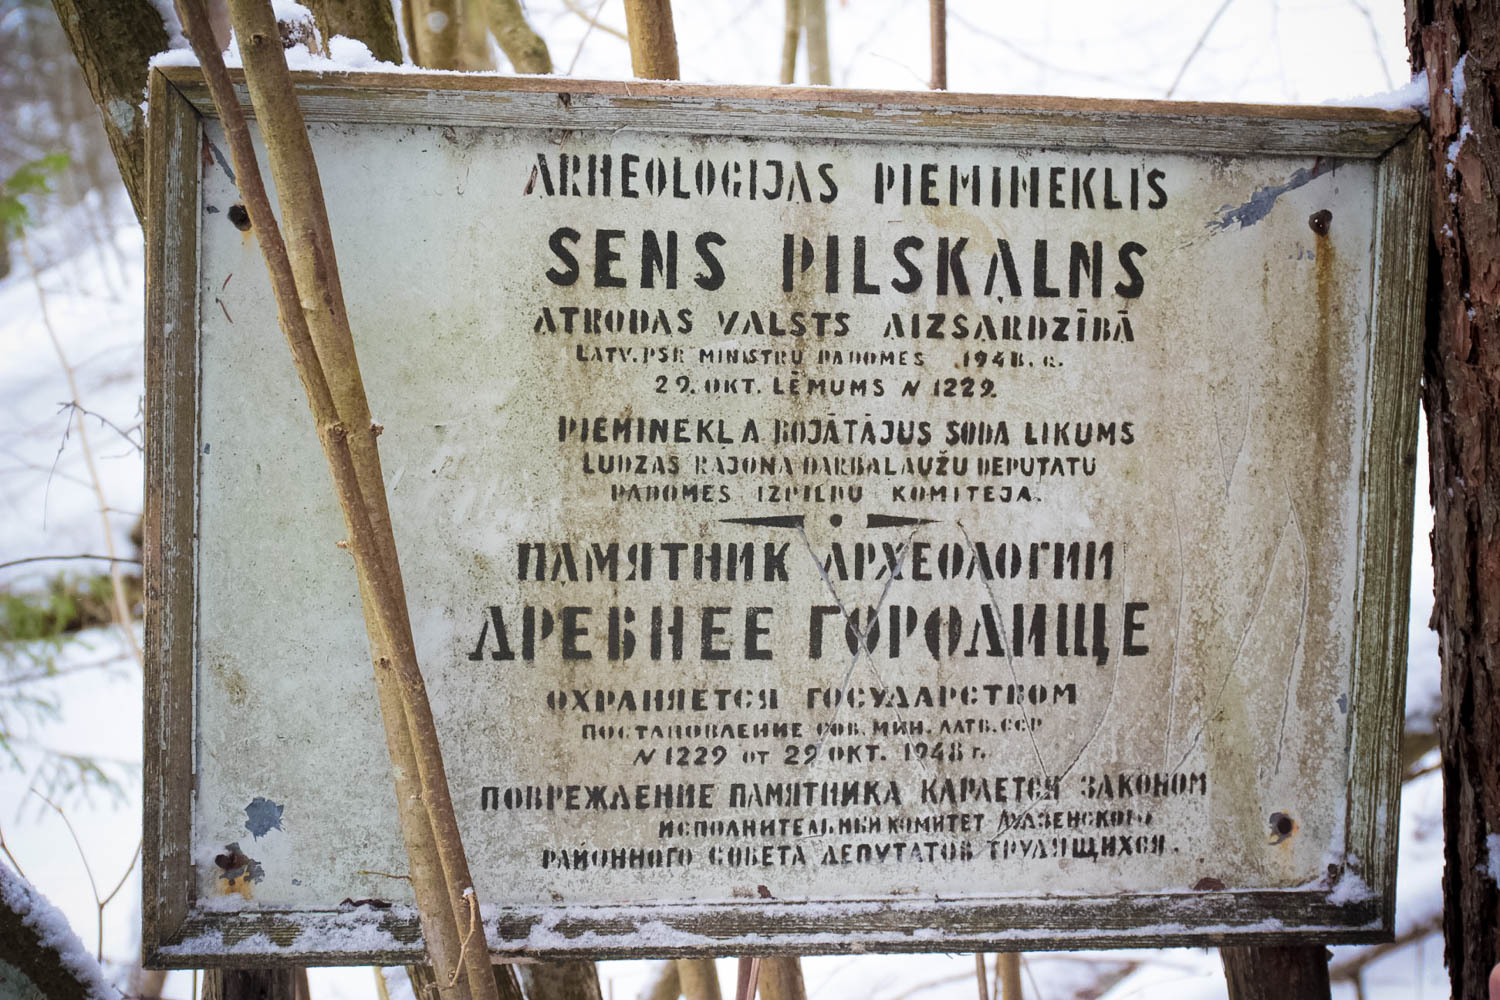 ARHEOLOGIJAS PIEMINEKLIS
SENS PILSKALNS
ATRODAS VALSTS AIZSARDZĪBĀ
LATV. PSR MINISTRU PADOMES 1948. G.
29. OKT. LĒMUMS N 1229.
PIEMINEKĻA BOJĀTĀJUS SODA LIKUMS
LUDZAS RAJONA DARBAĻAUŽU DEPUTATU
PADOMES IZPILDU KOMITEJA.
ПАМЯТНИК АРХЕОЛОГИИ
ДРЕВНЕЕ ГОРОДИЩЕ
ОХРАНЯЕТСЯ ГОСУДАРСТВОМ
ПОСТАНОВЛЕНИЕ СОВ. МИН. ЛАТВ. ССР
N 1229 ОТ 29 ОКТ. 1948 Г.
ПОВРЕЖДЕНИЕ ПАМЯТНИКА КАРАЕТСЯ ЗАКОНОМ
ИСПОЛНИТЕЛЬНЫЙ КОМИТЕТ ЛУДЗЕНСКОГО
РАЙОННОГО СОВЕТА ДЕПУТАТОВ ТРУДЯЩИХСЯ.